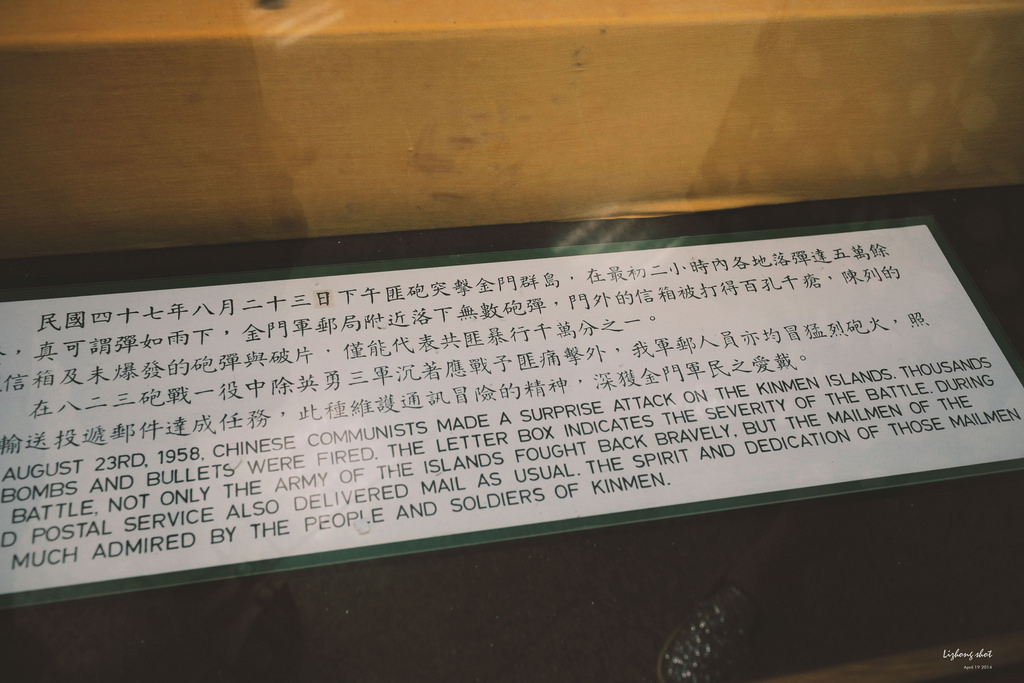 民國四十七年八月二十三日下午匪砲突擊金門群島，在最初二小時內各地落彈達五萬餘
，真可謂彈如雨下，金門軍郵局附近落下無數砲彈，門外的信箱被打得百孔千瘡，陳列的
信箱及未爆發的砲彈與破片，僅能代表共匪暴行千萬分之一。
在八二三砲戰一役中除英勇三軍沉著應戰予匪痛擊外，我軍郵人員亦均冒猛烈砲火，照
輸送投遞郵件達成任務，此種維護通訊冒險的精神，深獲金門軍民之愛戴。
AUGUST 23RD, 1958, CHINESE COMMUNISTS MADE A SURPRISE ATTACK ON THE KINMEN ISLANDS. THOUSANDS
BOMBS AND BULLETS WERE FIRED. THE LETTER BOX INDICATES THE SEVERITY OF THE BATTLE. DURING
BATTLE, NOT ONLY THE ARMY OF THE ISLANDS FOUGHT BACK BRAVELY, BUT THE MAILMEN OF THE
D POSTAL SERVICE ALSO DELIVERED MAIL AS USUAL. THE SPIRIT AND DEDICATION OF THOSE MAILMEN
MUCH ADMIRED BY THE PEOPLE AND SOLDIERS OF KINMEN.
Lizhong shot
April 19 2014